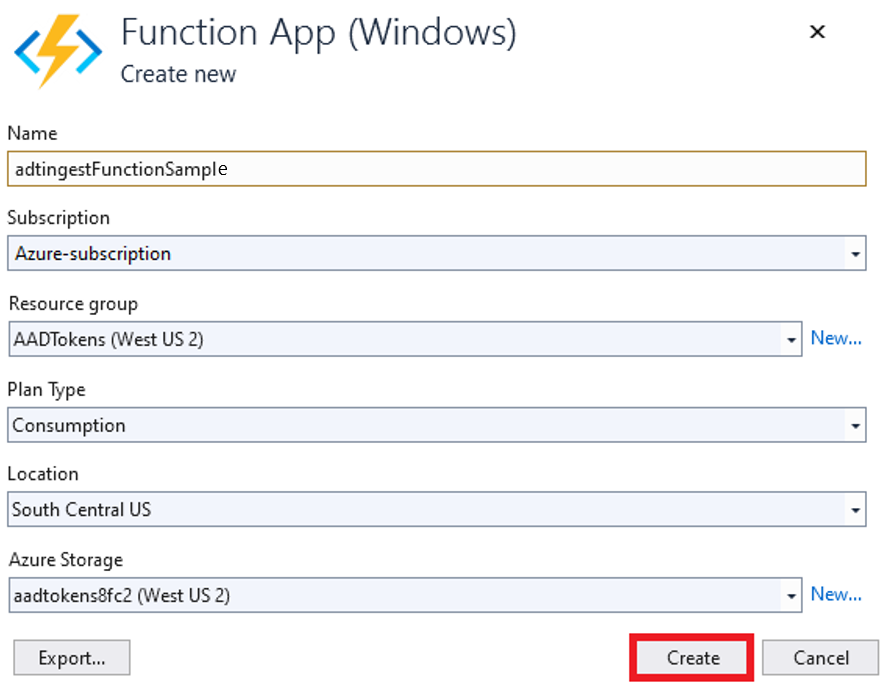 Function App (Windows)
Create new
Name
adtingestFunctionSample
Subscription
Azure-subscription
Resource group
AADTokens (West US 2)
New...
Plan Type
Consumption
Location
South Central US
Azure Storage
aadtokens8fc2 (West US 2)
New...
Export...
Create
Cancel